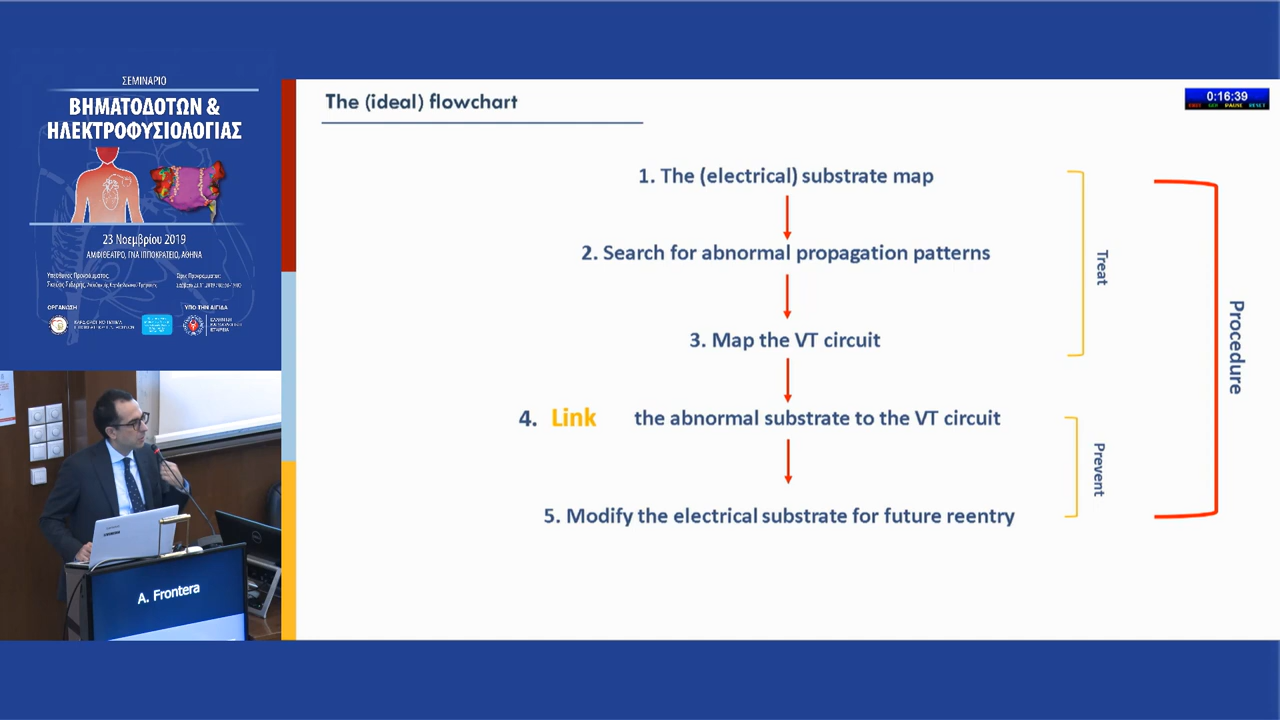 ΣΕΜΙΝΑΡΙΟ
ΒΗΜΑΤΟΔΟΤΩΝ &
ΗΛΕΚΤΡΟΦΥΣΙΟΛΟΓΙΑΣ
23 Νοεμβρίου 2019
ΑΜΦΙΘΕΑΤΡΟ, ΓΝΑ ΙΠΠΟΚΡΑΤΕΙΟ, ΑΘΗΝΑ
ΟΡΓΑΝΩΣΗ
ΥΠΟ ΤΗΝ ΑΙΓΙΔΑ
A. Frontera
The (ideal) flowchart
0:16:39
1. The (electrical) substrate map
2. Search for abnormal propagation patterns
3. Map the VT circuit
4. Link the abnormal substrate to the VT circuit
5. Modify the electrical substrate for future reentry
Treat
Prevent
Procedure